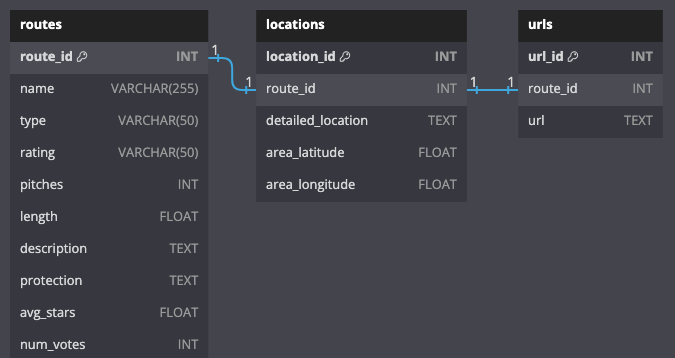 routes
route_id INT
name VARCHAR(255)
type VARCHAR(50)
rating VARCHAR(50)
pitches INT
length FLOAT
description TEXT
protection TEXT
avg_stars FLOAT
num_votes INT
1
1
locations
location_id INT
route_id INT
detailed_location TEXT
area_latitude FLOAT
area_longitude FLOAT
1
1
urls
url_id INT
route_id INT
url TEXT